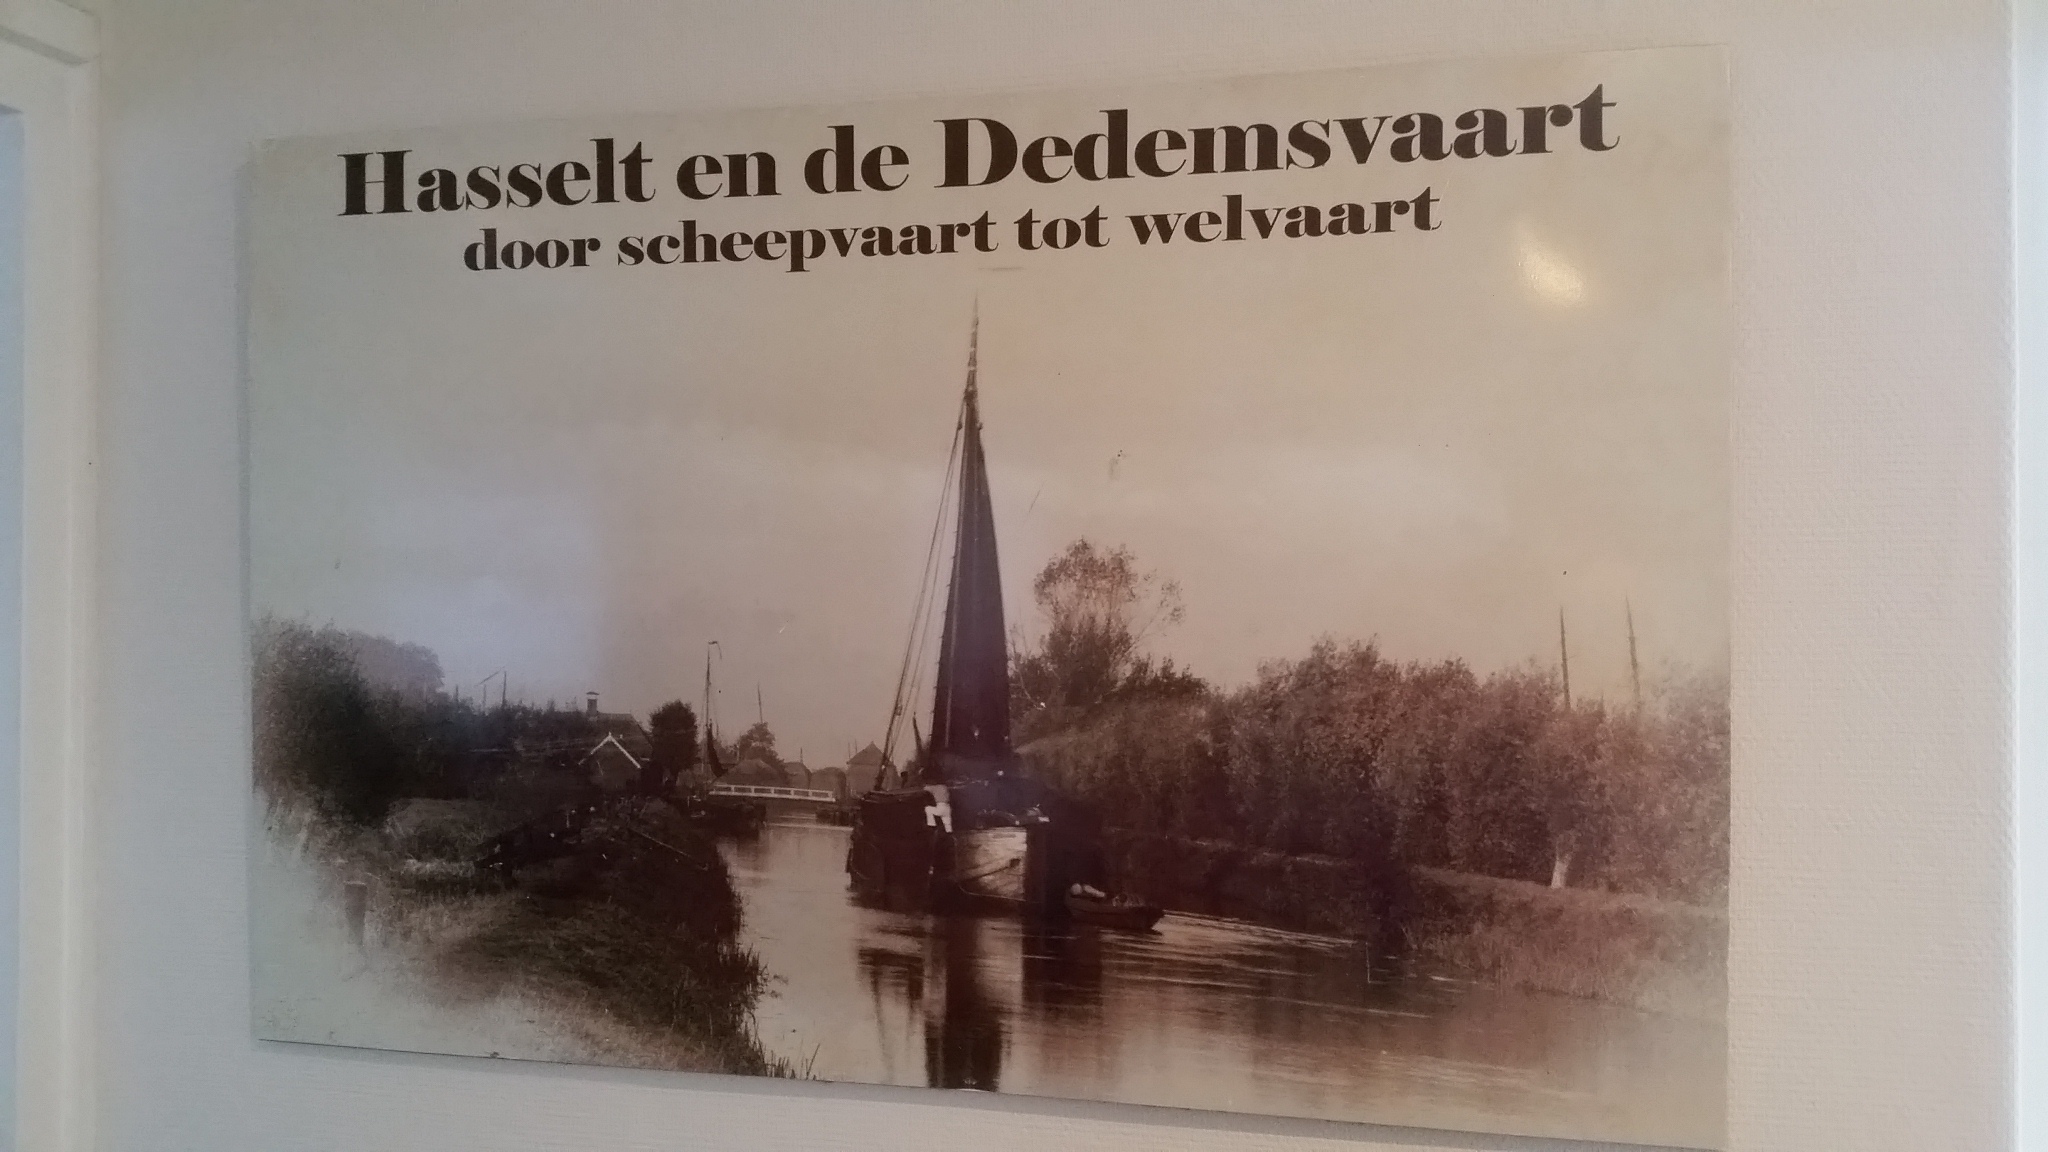 Hasselt en de Dedemsvaart
door scheepvaart tot welvaart